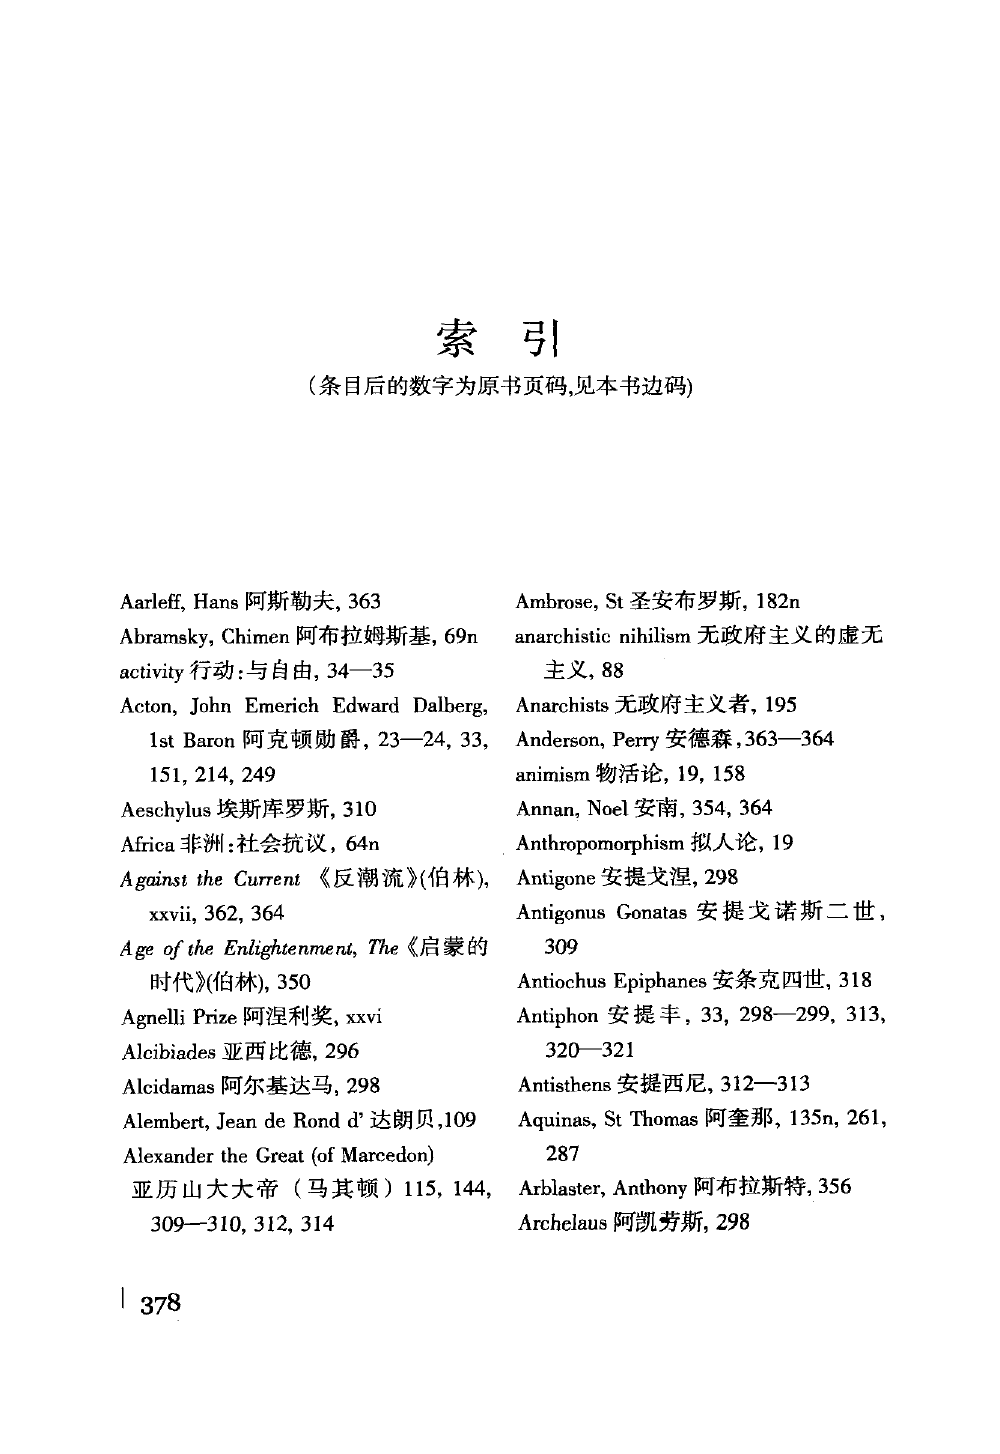 索 引
(条目后的数字为原书页码,见本书边码)
Aarleff, Hans 阿斯勒夫, 363
Abramsky, Chimen 阿布拉姆斯基, 69n
activity 行动:与自由, 34—35
Acton, John Emerich Edward Dalberg,
1st Baron 阿克顿勋爵, 23—24, 33,
151, 214, 249
Aeschylus 埃斯库罗斯, 310
Africa 非洲:社会抗议, 64n
Against the Current 《反潮流》(伯林),
xxvii, 362, 364
Age of the Enlightenment, The《启蒙的
时代》(伯林), 350
Agnelli Prize 阿涅利奖, xxvi
Alcibiades 亚西比德, 296
Alcidamas 阿尔基达马, 298
Alembert, Jean de Rond d' 达朗贝,109
Alexander the Great (of Marcedon)
亚历山大大帝（马其顿）115, 144,
309—310, 312, 314
Ambrose, St 圣安布罗斯, 182n
anarchistic nihilism 无政府主义的虚无
主义, 88
Anarchists 无政府主义者, 195
Anderson, Perry 安德森,363—364
animism 物活论, 19, 158
Annan, Noel 安南, 354, 364
Anthropomorphism 拟人论, 19
Antigone 安提戈涅, 298
Antigonus Gonatas 安提戈诺斯二世,
309
Antiochus Epiphanes 安条克四世, 318
Antiphon 安提丰, 33, 298—299, 313,
320—321
Antisthens 安提西尼, 312—313
Aquinas, St Thomas 阿奎那, 135n, 261,
287
Arblaster, Anthony 阿布拉斯特, 356
Archelaus 阿凯劳斯, 298
378